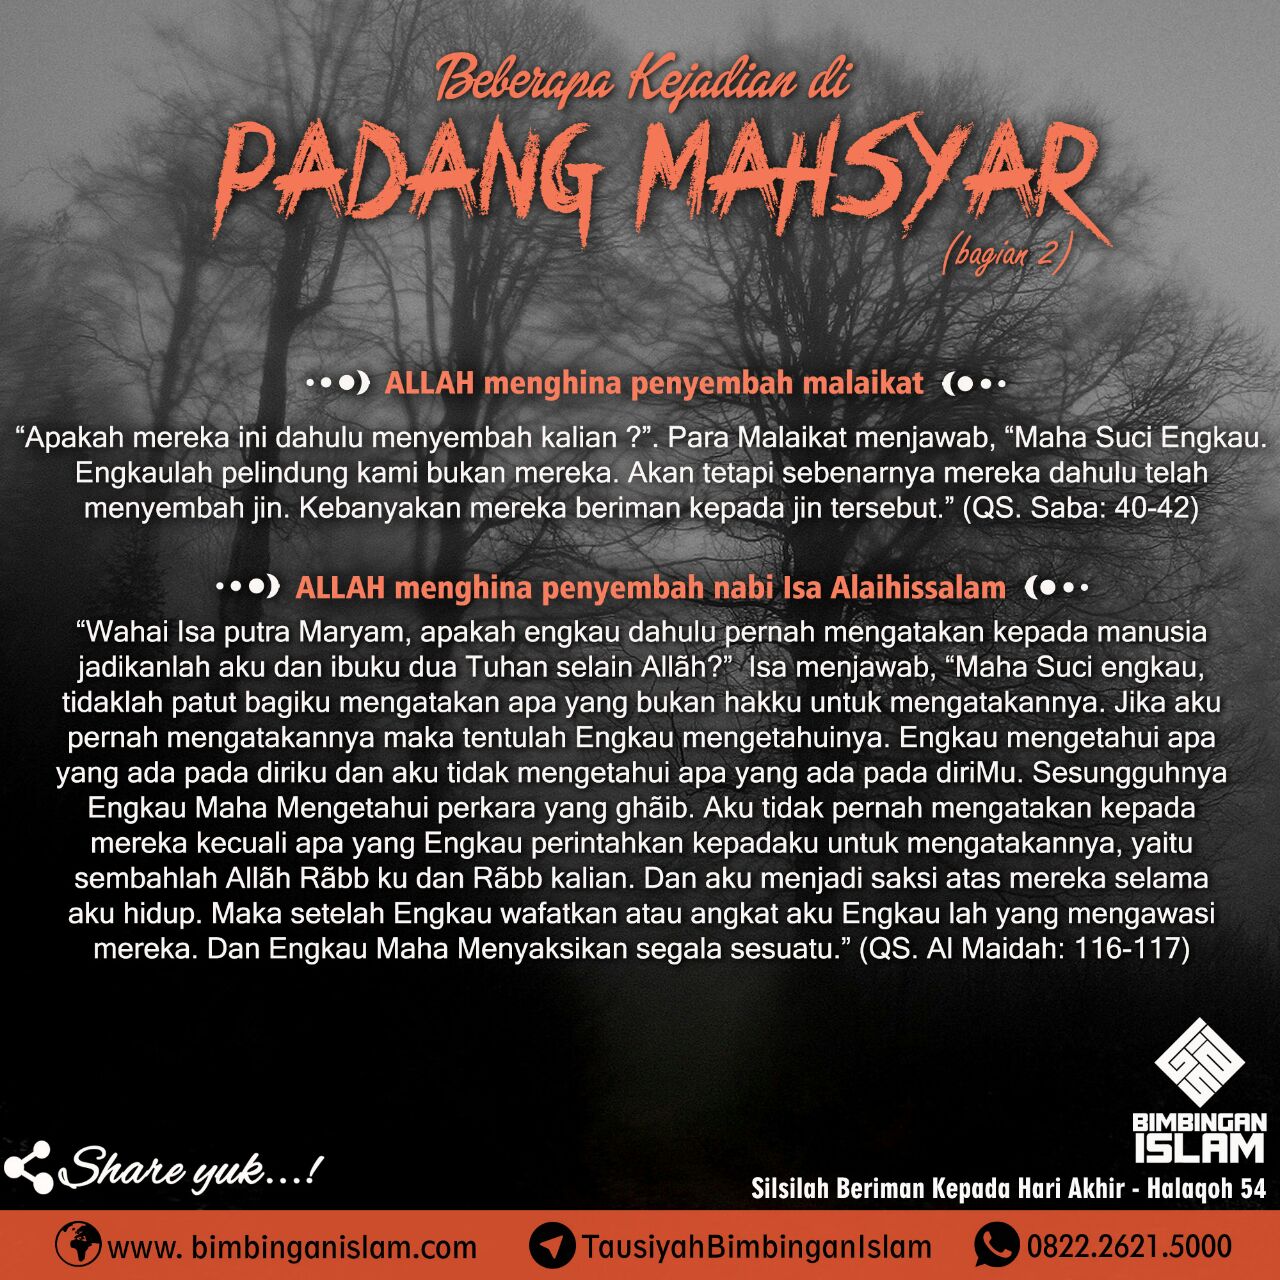 Beberapa Kejadian di
PADANG MAHSYAR
(bagian 2)
ALLAH menghina penyembah malaikat
“Apakah mereka ini dahulu menyembah kalian ?”. Para Malaikat menjawab, “Maha Suci Engkau.
Engkaulah pelindung kami bukan mereka. Akan tetapi sebenarnya mereka dahulu telah
menyembah jin. Kebanyakan mereka beriman kepada jin tersebut.” (QS. Saba: 40-42)
ALLAH menghina penyembah nabi Isa Alaihissalam
“Wahai Isa putra Maryam, apakah engkau dahulu pernah mengatakan kepada manusia
jadikanlah aku dan ibuku dua Tuhan selain Allãh?” Isa menjawab, “Maha Suci engkau,
tidaklah patut bagiku mengatakan apa yang bukan hakku untuk mengatakannya. Jika aku
pernah mengatakannya maka tentulah Engkau mengetahuinya. Engkau mengetahui apa
yang ada pada diriku dan aku tidak mengetahui apa yang ada pada diriMu. Sesungguhnya
Engkau Maha Mengetahui perkara yang ghãib. Aku tidak pernah mengatakan kepada
mereka kecuali apa yang Engkau perintahkan kepadaku untuk mengatakannya, yaitu
sembahlah Allãh Rãbb ku dan Rãbb kalian. Dan aku menjadi saksi atas mereka selama
aku hidup. Maka setelah Engkau wafatkan atau angkat aku Engkau lah yang mengawasi
mereka. Dan Engkau Maha Menyaksikan segala sesuatu.” (QS. Al Maidah: 116-117)
BIMBINGAN
ISLAM
Share yuk...!
Silsilah Beriman Kepada Hari Akhir - Halaqoh 54
www. bimbinganislam.com
TausiyahBimbinganIslam
0822.2621.5000